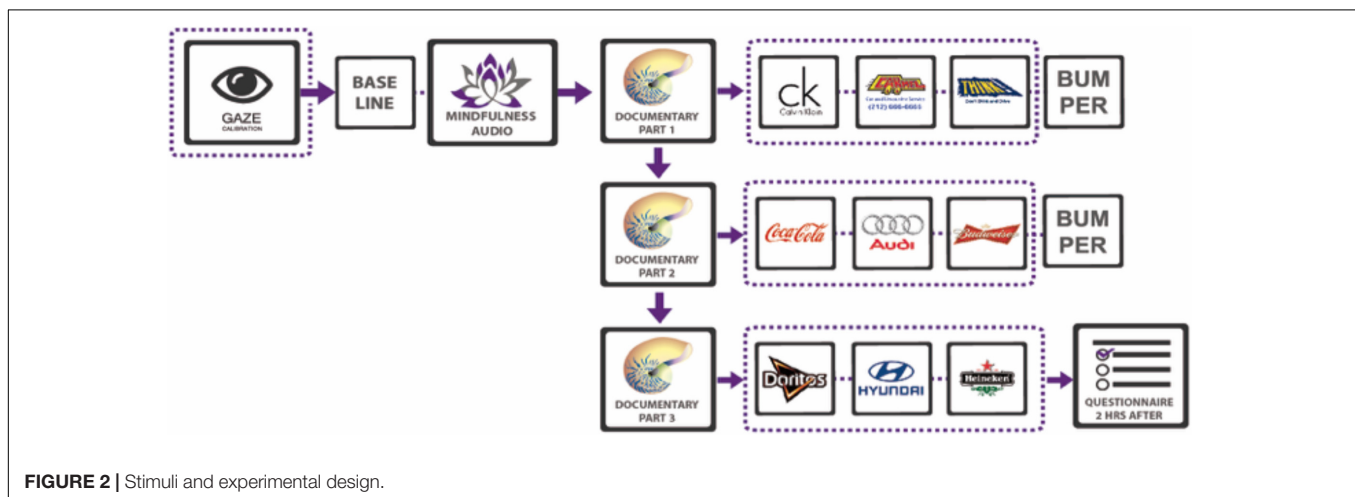 GAZE
CALIBRATION
BASE
LINE
MINDFULNESS
AUDIO
DOCUMENTARY
PART 1
ck
Calvin Klein
(212) 666-6666
THINK!
Don't Drink and Drive
BUM
PER
DOCUMENTARY
PART 2
Coca-Cola
Audi
Budweiser
BUM
PER
DOCUMENTARY
PART 3
Doritos
HYUNDAI
Heineken
QUESTIONNAIRE
2 HRS AFTER
FIGURE 2 | Stimuli and experimental design.